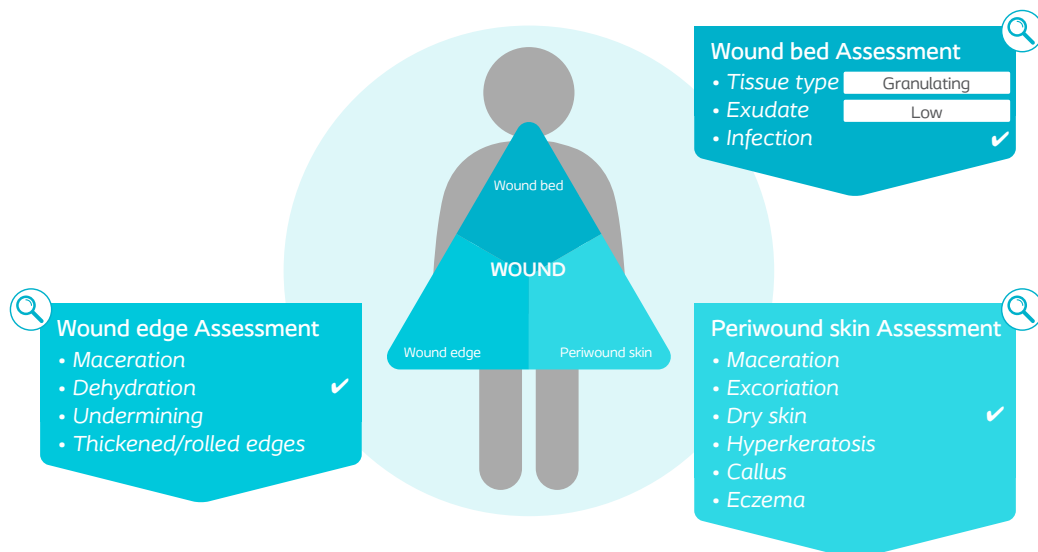 Wound bed Assessment
• Tissue type Granulating
• Exudate Low
• Infection ✔
Wound bed
WOUND
Wound edge
Periwound skin
Wound edge Assessment
• Maceration
• Dehydration ✔
• Undermining
• Thickened/rolled edges
Periwound skin Assessment
• Maceration
• Excoriation
• Dry skin ✔
• Hyperkeratosis
• Callus
• Eczema